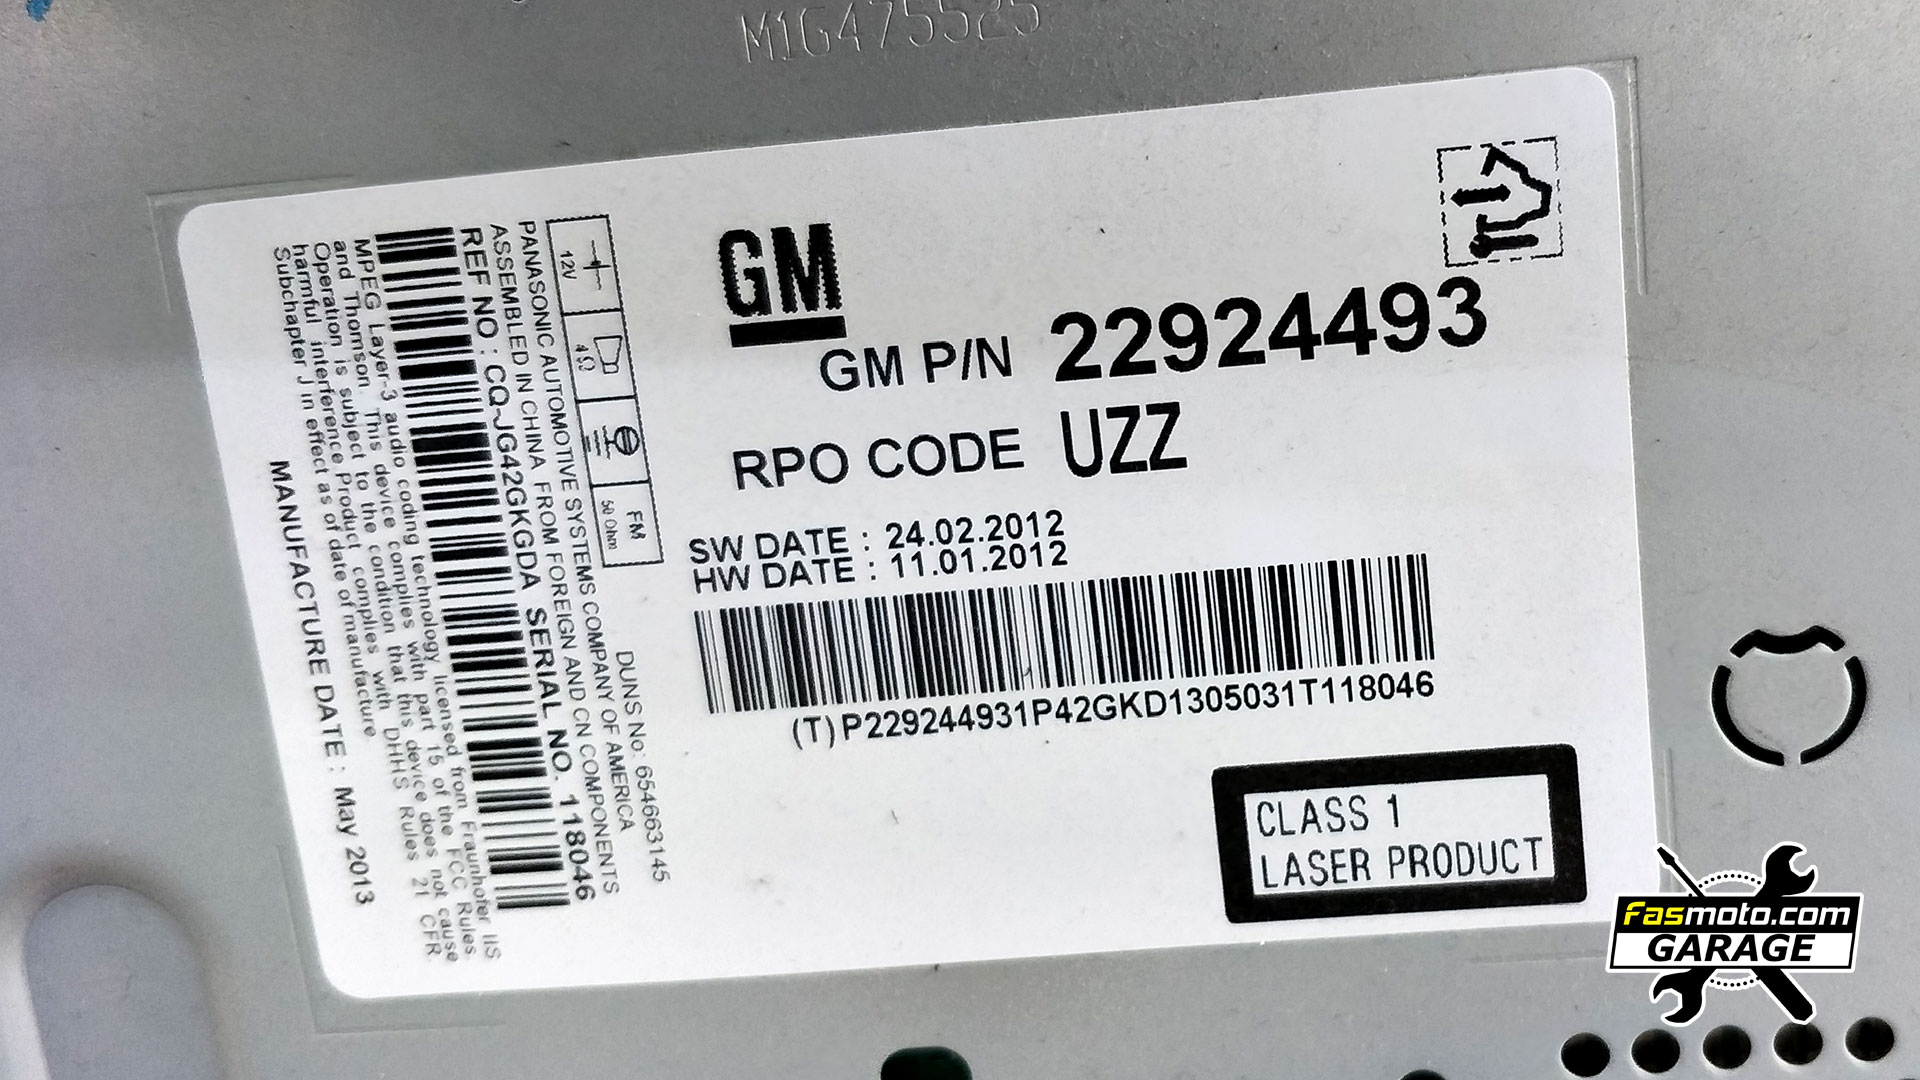 M1G475525
GM
GM P/N 22924493
RPO CODE UZZ
SW DATE : 24.02.2012
HW DATE : 11.01.2012
(T)P229244931P42GKD1305031T118046
CLASS 1
LASER PRODUCT
12V
4Ω
FM
50 Ohm
DUNS No: 654663145
PANASONIC AUTOMOTIVE SYSTEMS COMPANY OF AMERICA
ASSEMBLED IN CHINA FROM FOREIGN AND CN COMPONENTS
REF NO : CQ-JG42GKGDA SERIAL NO. 118046
MPEG Layer-3 audio coding technology licensed from Fraunhofer IIS
and Thomson. This device complies with part 15 of the FCC Rules.
Operation is subject to the condition that this device does not cause
harmful interference Product complies with DHHS Rules 21 CFR
Subchapter J in effect as of date of manufacture
MANUFACTURE DATE : May 2013
Fasmoto.com
GARAGE